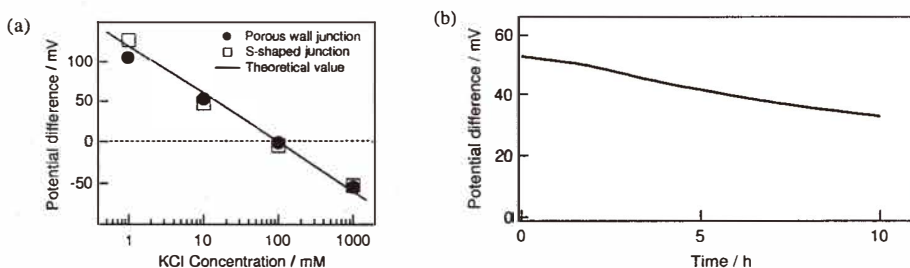 (a)
Porous wall junction
S-shaped junction
Theoretical value
100
50
0
-50
Potential difference / mV
1
10
100
1000
KCl Concentration / mM
(b)
60
40
20
0
Potential difference / mV
0
5
10
Time / h